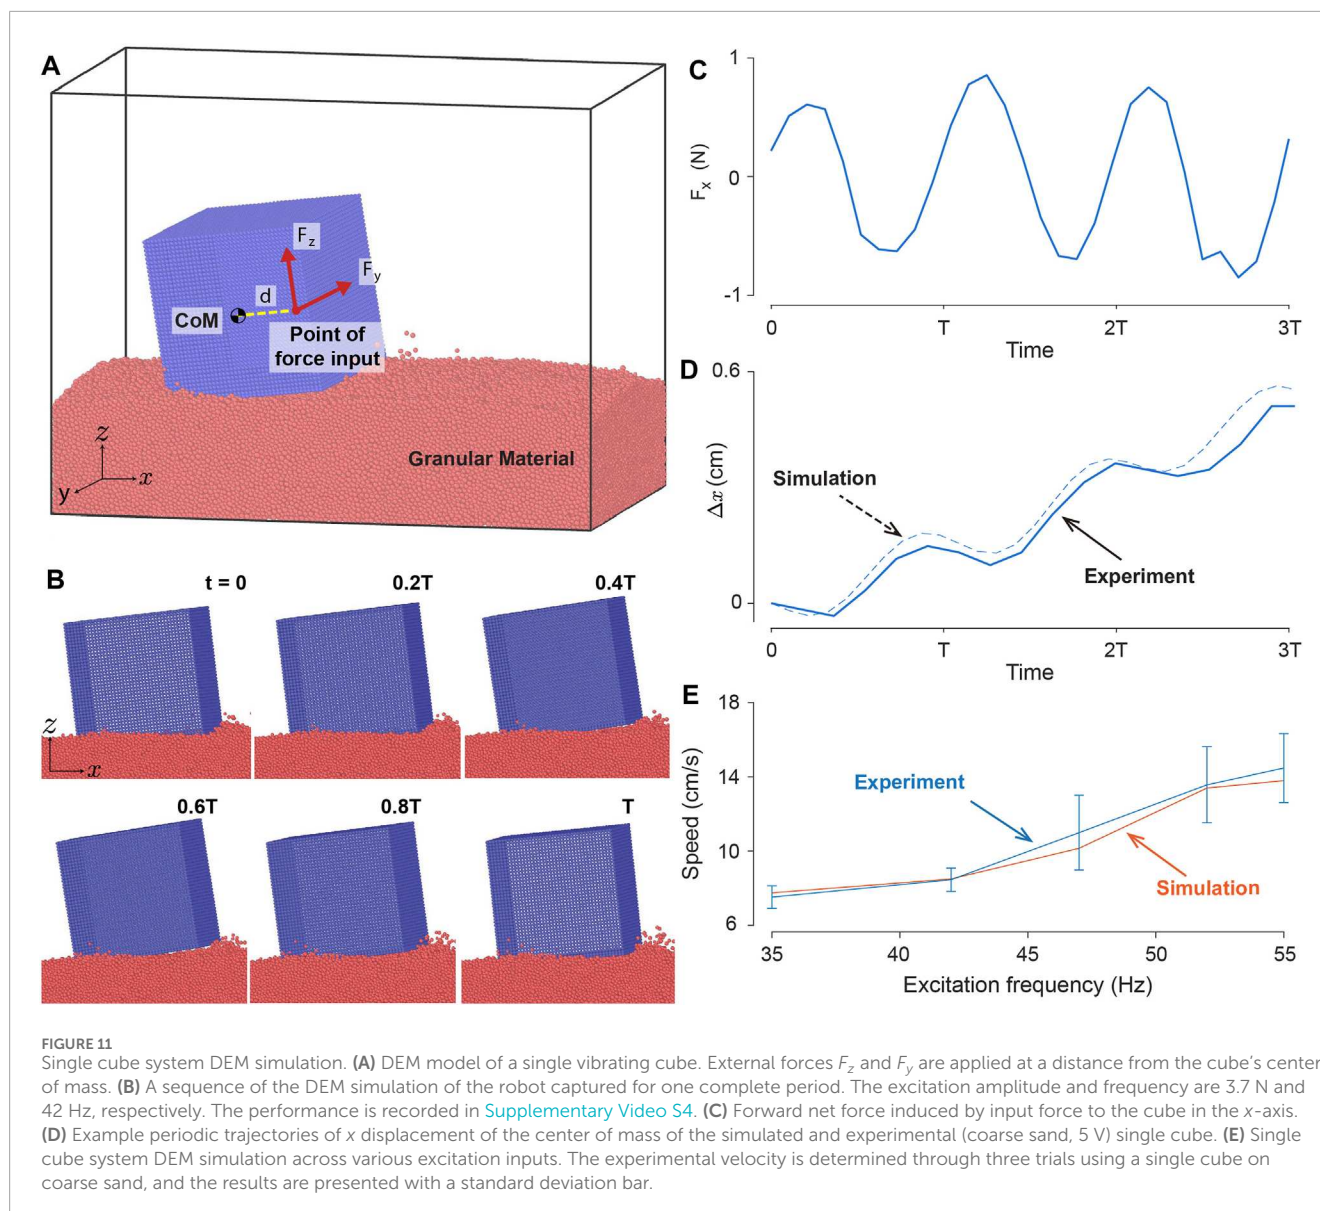 A
F_z
F_y
d
CoM
Point of
force input
z
x
y
Granular Material
B
t = 0
0.2T
0.4T
z
x
0.6T
0.8T
T
C
1
0
-1
F_x (N)
0
T
2T
3T
Time
D
0.6
0
Δx (cm)
Simulation
Experiment
0
T
2T
3T
Time
E
18
14
10
6
Speed (cm/s)
Experiment
Simulation
35
40
45
50
55
Excitation frequency (Hz)
FIGURE 11
Single cube system DEM simulation. (A) DEM model of a single vibrating cube. External forces F_z and F_y are applied at a distance from the cube's center
of mass. (B) A sequence of the DEM simulation of the robot captured for one complete period. The excitation amplitude and frequency are 3.7 N and
42 Hz, respectively. The performance is recorded in Supplementary Video S4. (C) Forward net force induced by input force to the cube in the x-axis.
(D) Example periodic trajectories of x displacement of the center of mass of the simulated and experimental (coarse sand, 5 V) single cube. (E) Single
cube system DEM simulation across various excitation inputs. The experimental velocity is determined through three trials using a single cube on
coarse sand, and the results are presented with a standard deviation bar.